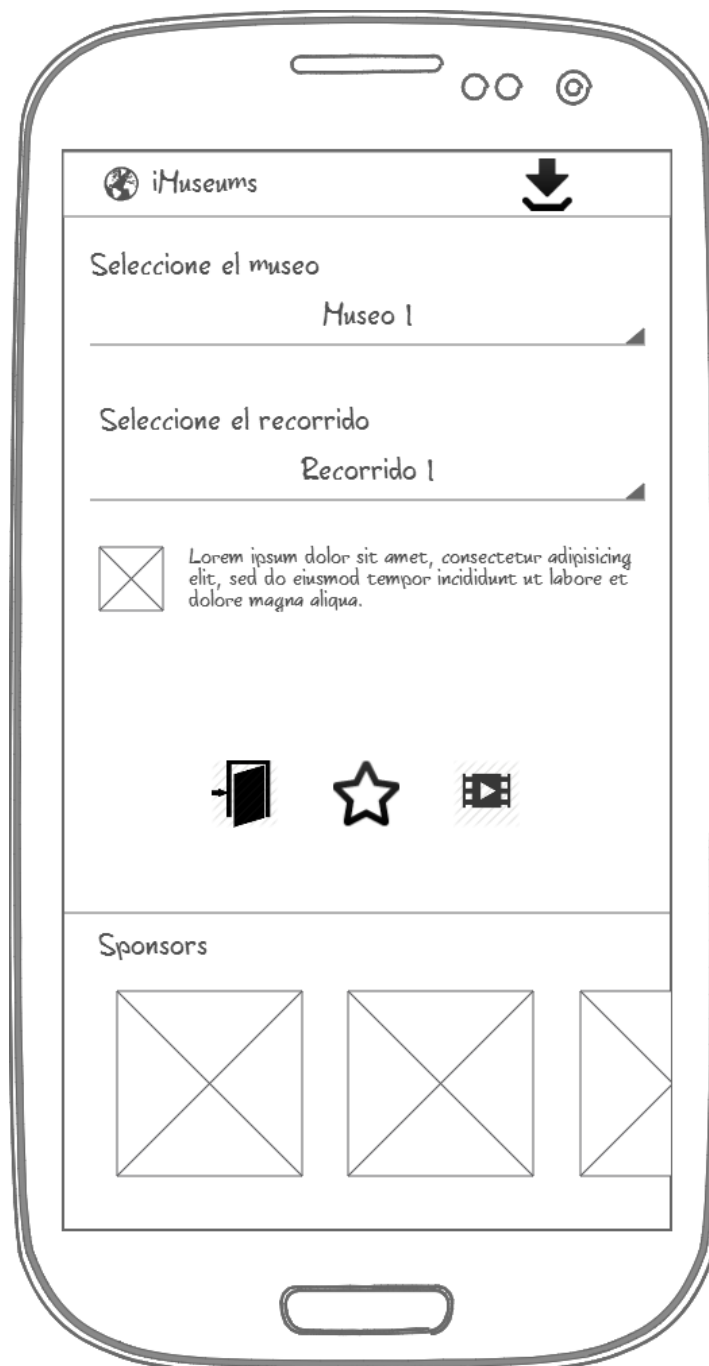 iMuseums
Seleccione el museo
Museo 1
Seleccione el recorrido
Recorrido 1
Lorem ipsum dolor sit amet, consectetur adipisicing
elit, sed do eiusmod tempor incididunt ut labore et
dolore magna aliqua.
Sponsors